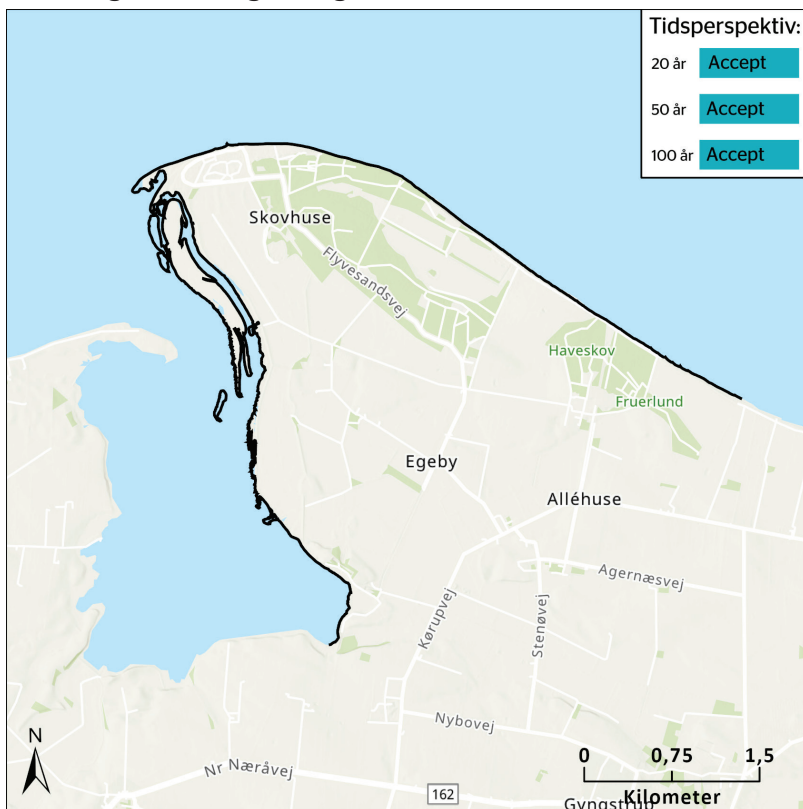 Tidsperspektiv:
20 år Accept
50 år Accept
100 år Accept
Skovhuse
Flyvesandsvej
Haveskov
Fruerlund
Egeby
Alléhuse
Agernæsvej
Kørupvej
Stenøvej
Nybovej
N
Nr Næråvej
162
0 0,75 1,5
Kilometer